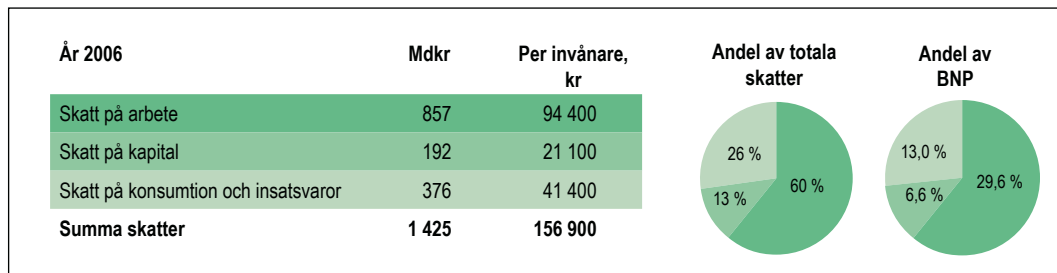 År 2006 Mdkr Per invånare, kr
Skatt på arbete 857 94 400
Skatt på kapital 192 21 100
Skatt på konsumtion och insatsvaror 376 41 400
Summa skatter 1 425 156 900
Andel av totala
skatter
26 %
13 %
60 %
Andel av
BNP
13,0 %
6,6 %
29,6 %